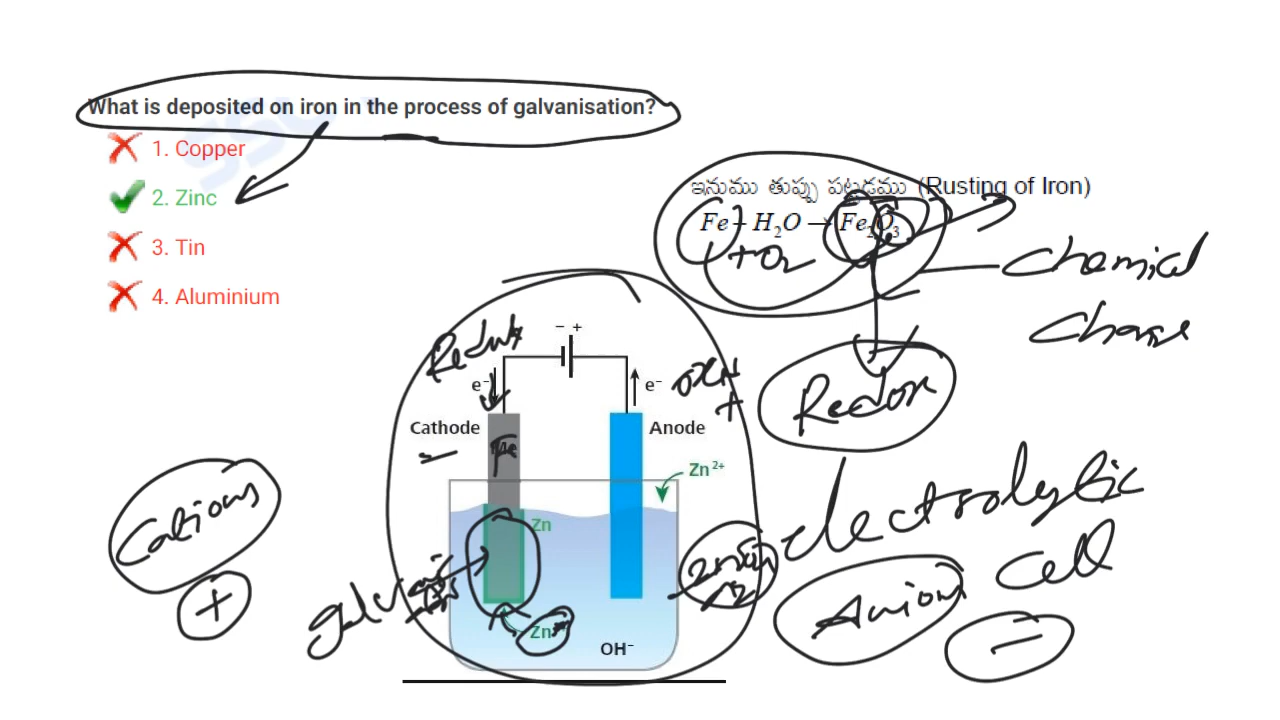 What is deposited on iron in the process of galvanisation?
1. Copper
2. Zinc
3. Tin
4. Aluminium
ఇనుము తుప్పు పట్టడము (Rusting of Iron)
Fe + H₂O → Fe₂O₃
+O₂
Chemical
Change
Redox
− +
e⁻
e⁻
OXN
+
Cathode
Fe
Anode
Zn²⁺
Cations
+
Zn
electrolytic
cell
Anion
−
Zn
OH⁻